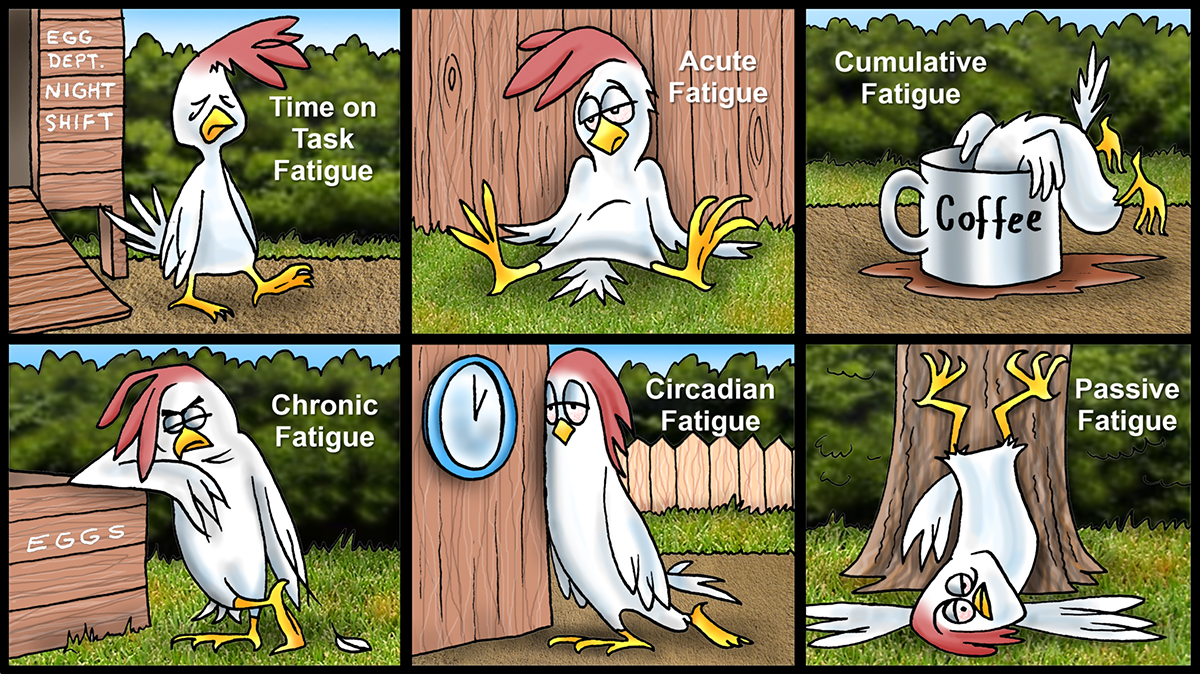 EGG
DEPT.
NIGHT
SHIFT
Time on
Task
Fatigue
Acute
Fatigue
Cumulative
Fatigue
Coffee
Chronic
Fatigue
EGGS
Circadian
Fatigue
Passive
Fatigue